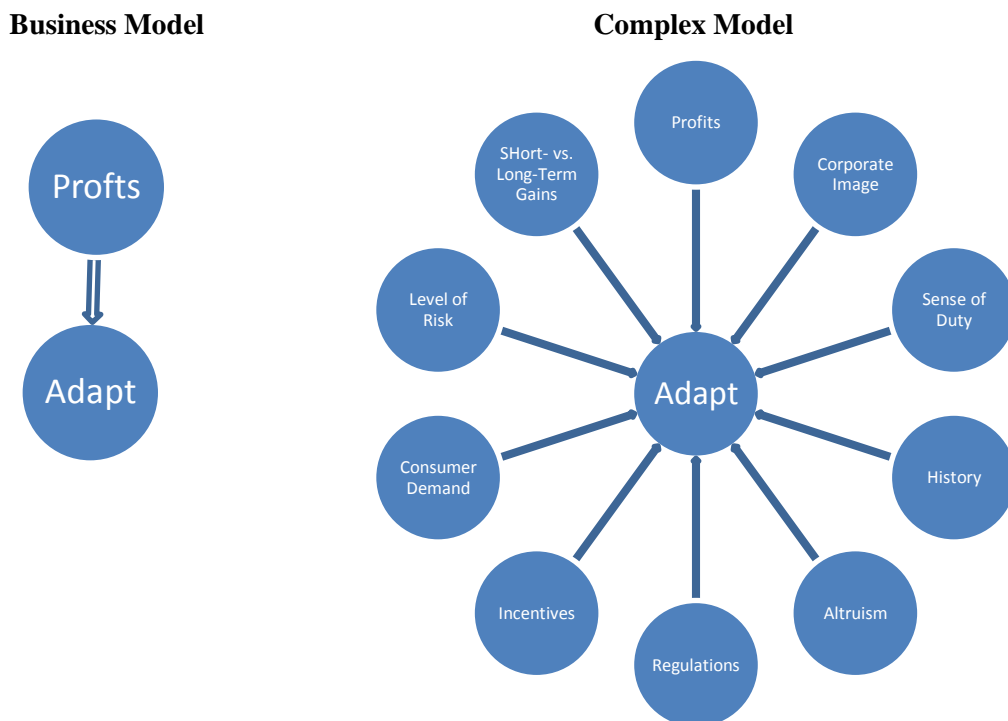 Business Model
Complex Model
Profts
Adapt
Profits
SHort- vs.
Long-Term
Gains
Corporate
Image
Level of
Risk
Sense of
Duty
Adapt
Consumer
Demand
History
Incentives
Altruism
Regulations